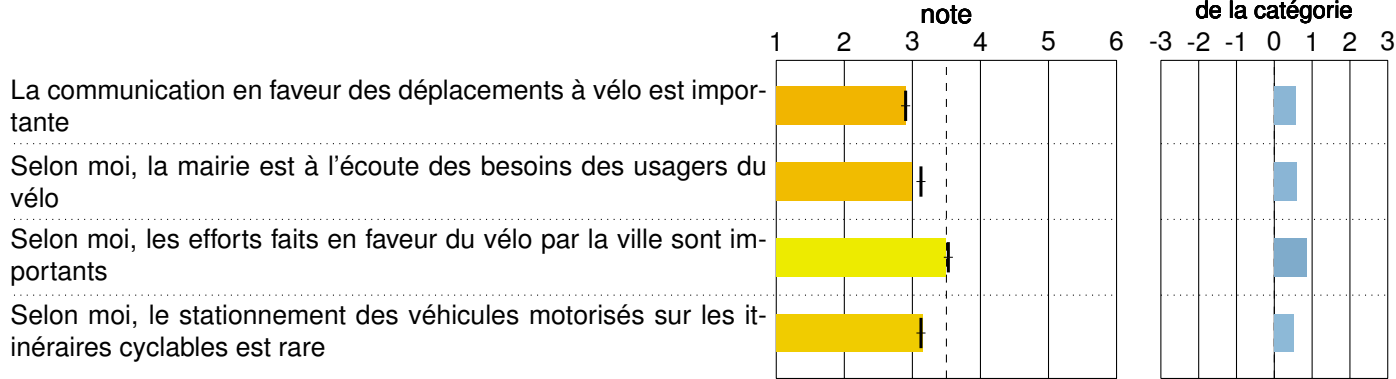 note
de la catégorie
1 2 3 4 5 6
-3 -2 -1 0 1 2 3
La communication en faveur des déplacements à vélo est impor-
tante
Selon moi, la mairie est à l'écoute des besoins des usagers du
vélo
Selon moi, les efforts faits en faveur du vélo par la ville sont im-
portants
Selon moi, le stationnement des véhicules motorisés sur les it-
inéraires cyclables est rare